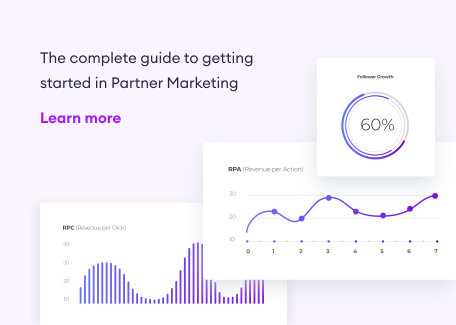 The complete guide to getting
started in Partner Marketing
Learn more
Follower Growth
60%
RPA (Revenue per Action)
30
20
10
0 1 2 3 4 5 6 7
RPC (Revenue per Click)
40
30
20
10